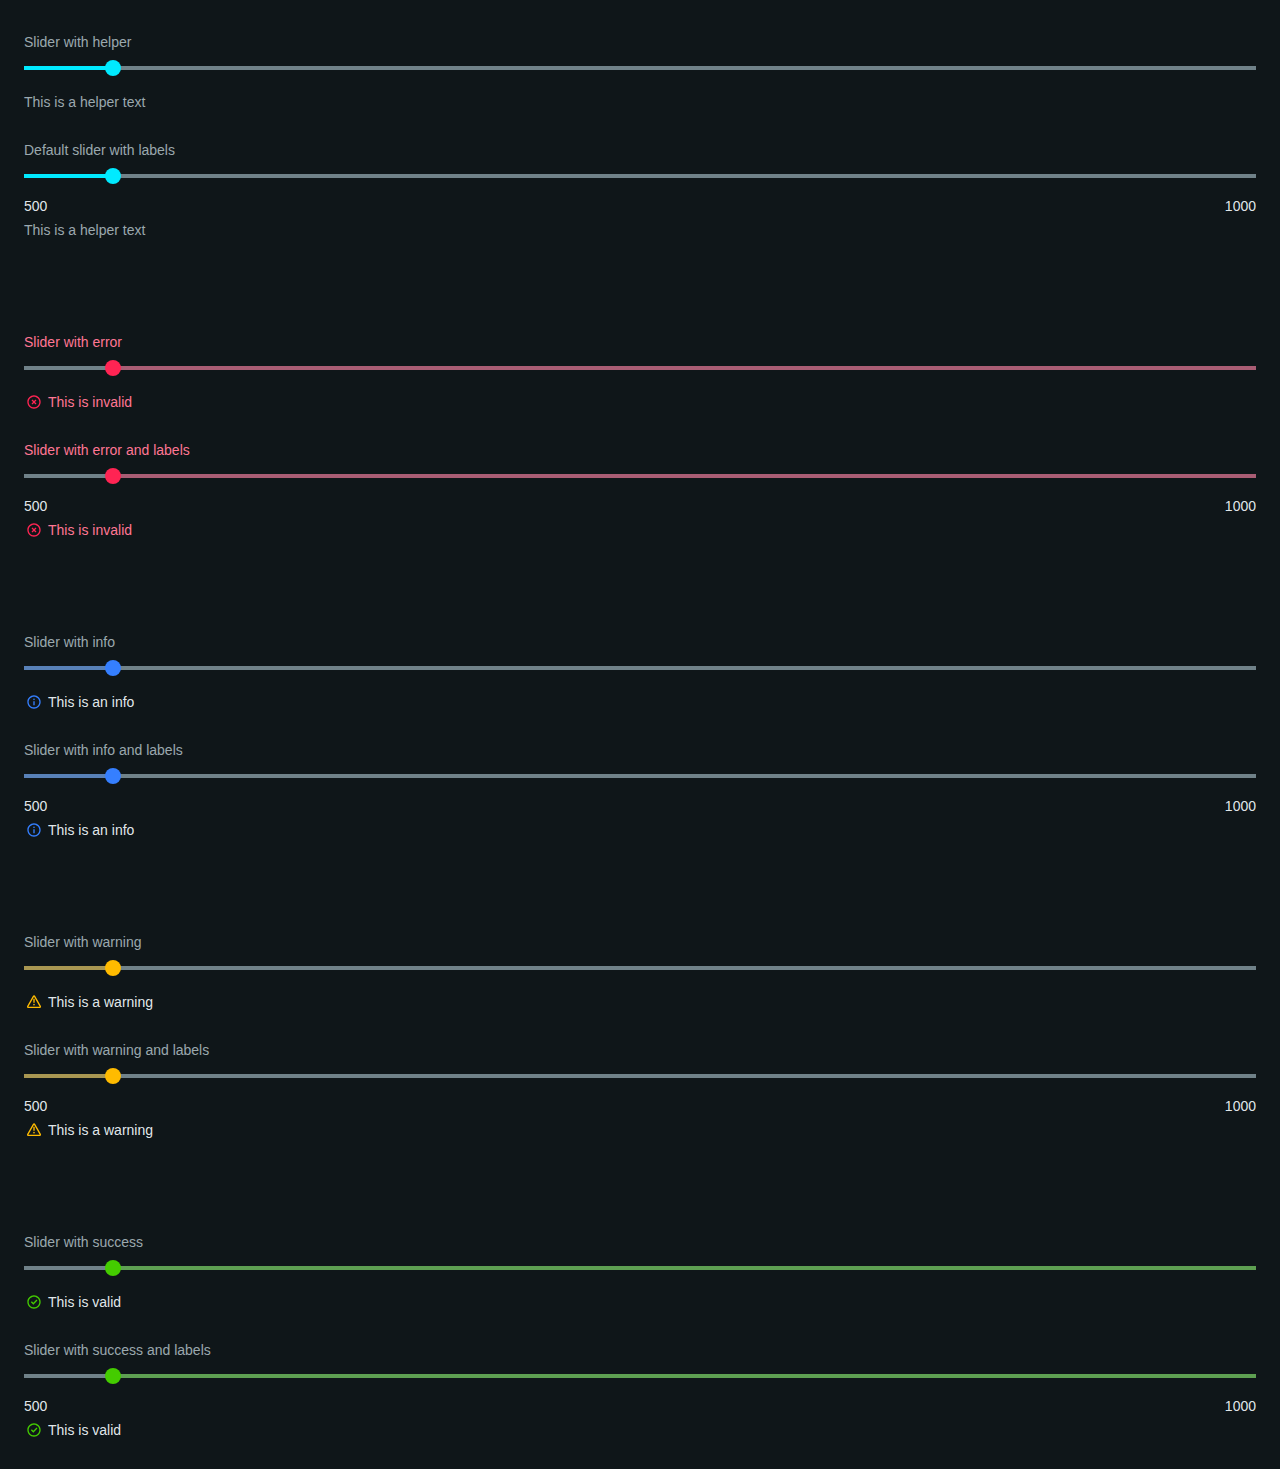 Slider with helper
This is a helper text
Default slider with labels
500 1000
This is a helper text
Slider with error
This is invalid
Slider with error and labels
500 1000
This is invalid
Slider with info
This is an info
Slider with info and labels
500 1000
This is an info
Slider with warning
This is a warning
Slider with warning and labels
500 1000
This is a warning
Slider with success
This is valid
Slider with success and labels
500 1000
This is valid